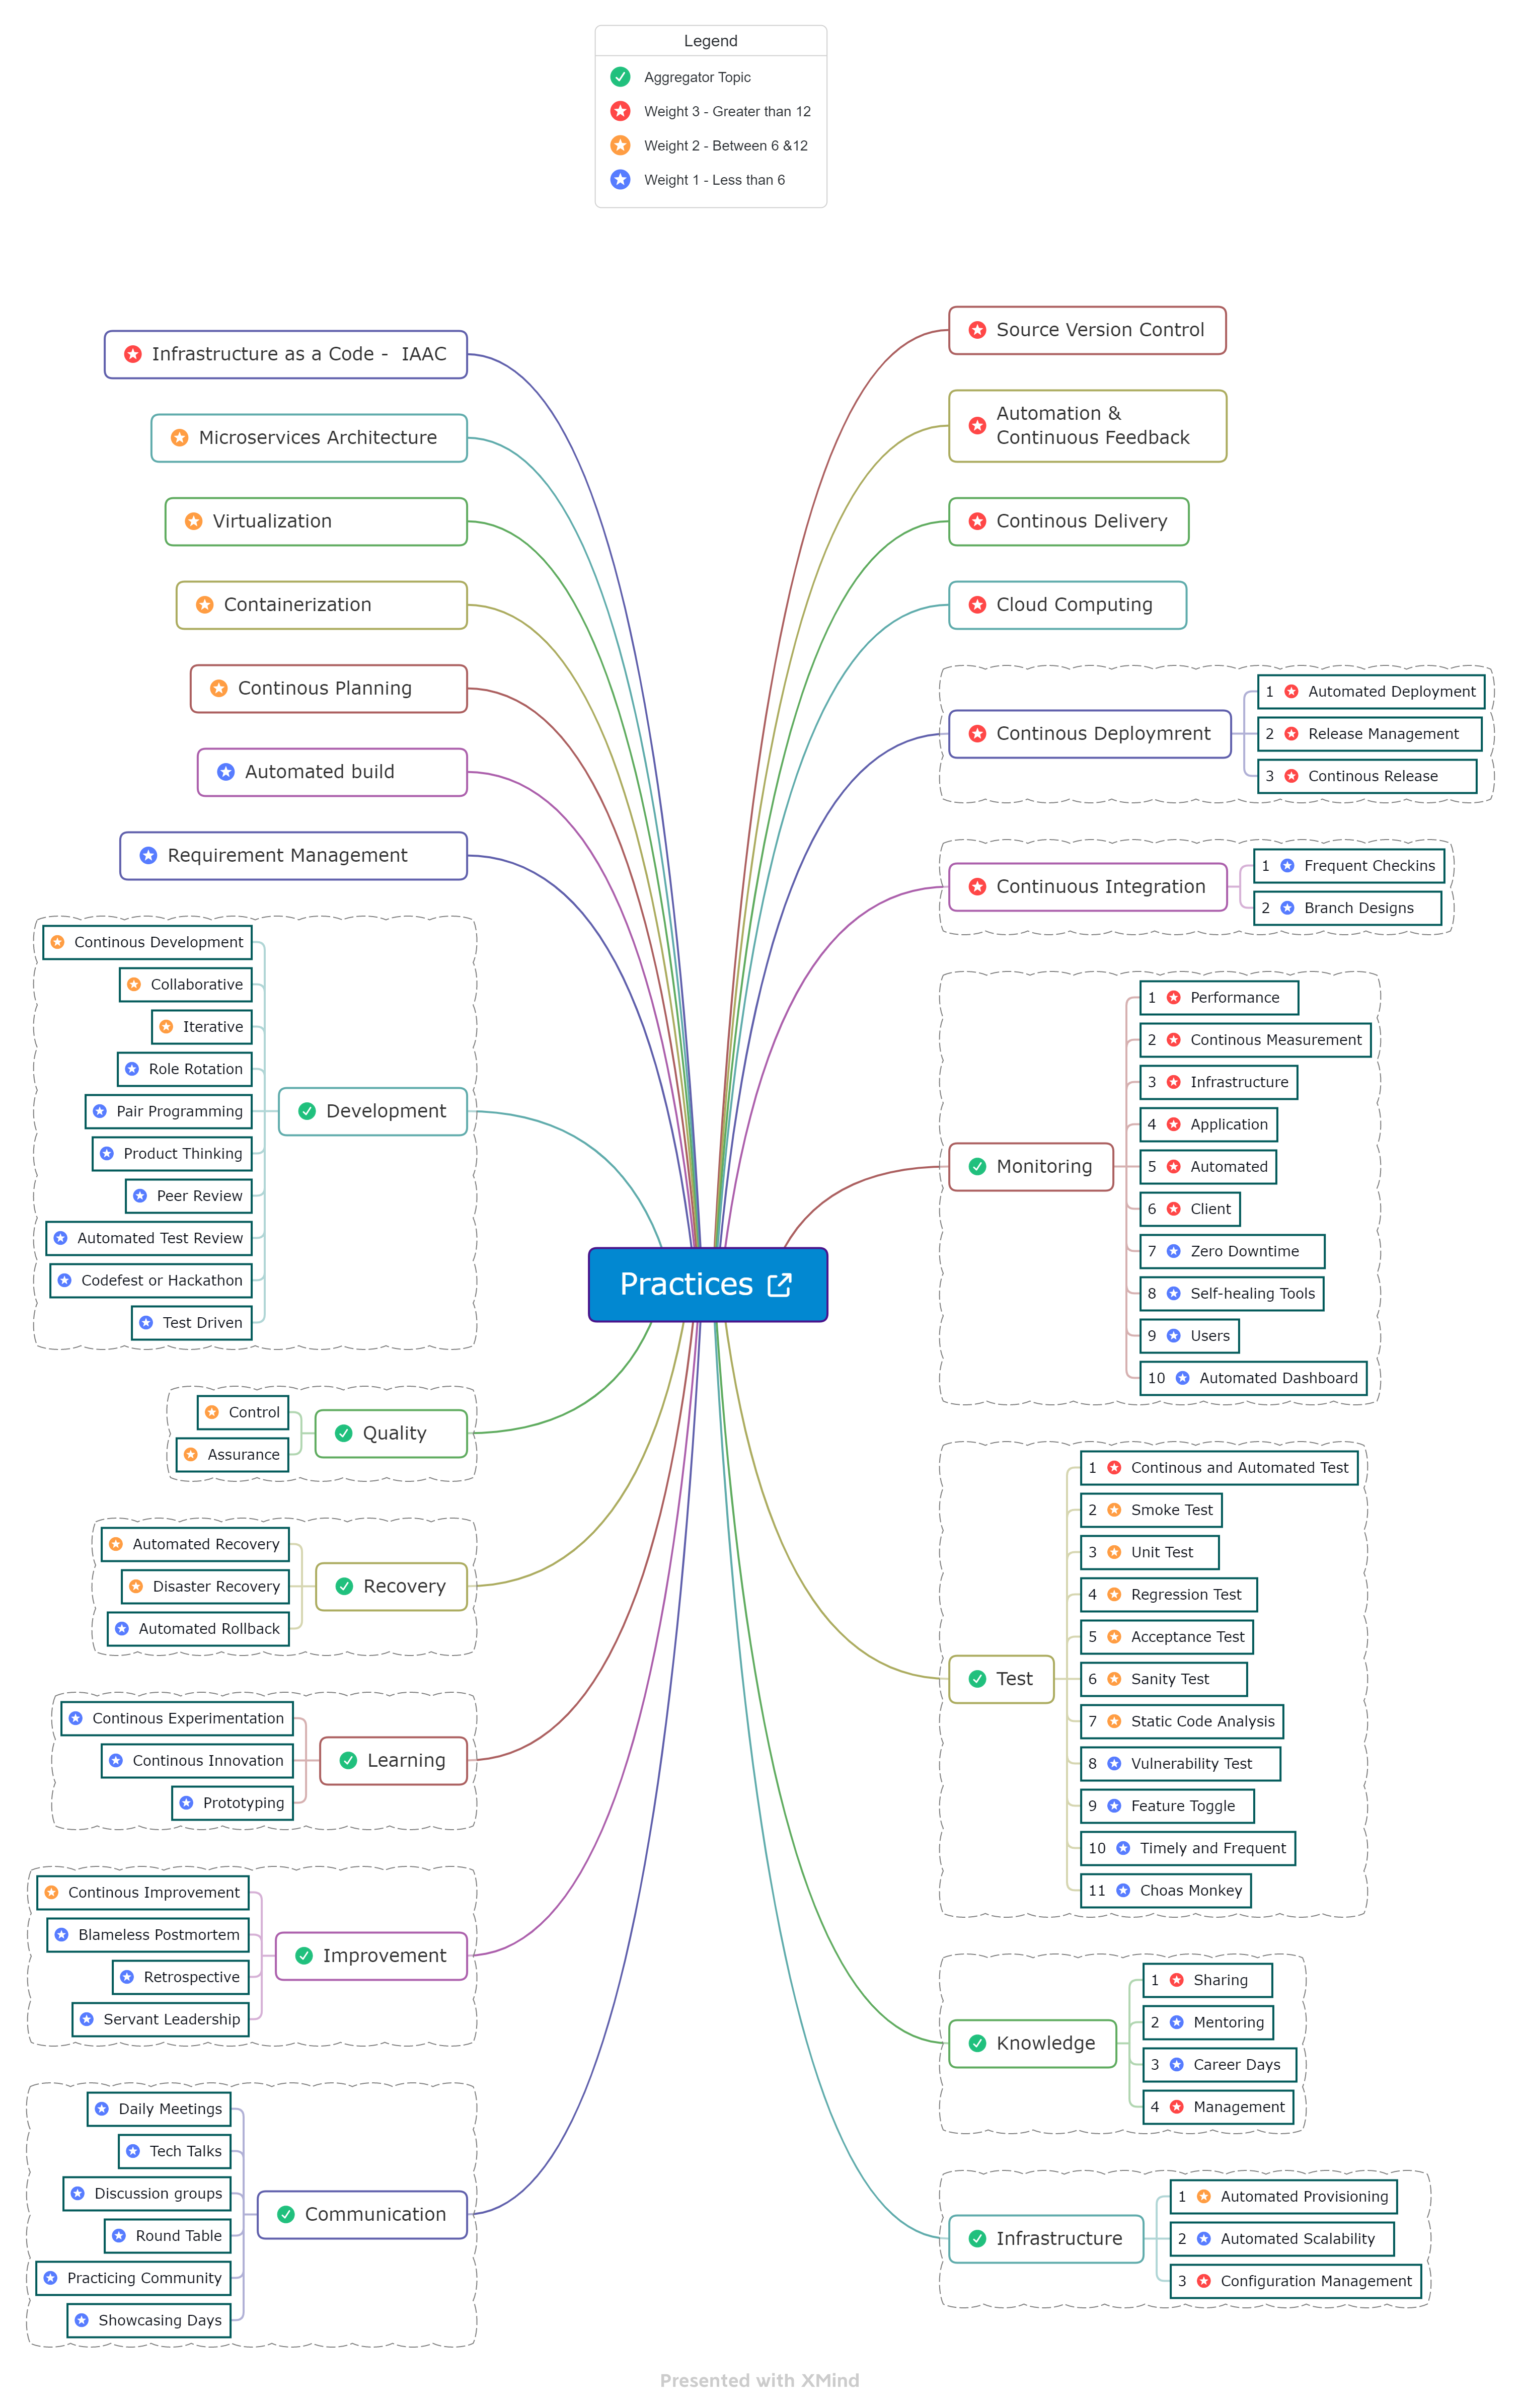 Legend
Aggregator Topic
Weight 3 - Greater than 12
Weight 2 - Between 6 &12
Weight 1 - Less than 6
Infrastructure as a Code -  IAAC
Microservices Architecture
Virtualization
Containerization
Continous Planning
Automated build
Requirement Management
Continous Development
Collaborative
Iterative
Role Rotation
Pair Programming
Product Thinking
Peer Review
Automated Test Review
Codefest or Hackathon
Test Driven
Development
Control
Assurance
Quality
Automated Recovery
Disaster Recovery
Automated Rollback
Recovery
Continous Experimentation
Continous Innovation
Prototyping
Learning
Continous Improvement
Blameless Postmortem
Retrospective
Servant Leadership
Improvement
Daily Meetings
Tech Talks
Discussion groups
Round Table
Practicing Community
Showcasing Days
Communication
Practices
Source Version Control
Automation &
Continuous Feedback
Continous Delivery
Cloud Computing
Continous Deploymrent
1 Automated Deployment
2 Release Management
3 Continous Release
Continuous Integration
1 Frequent Checkins
2 Branch Designs
Monitoring
1 Performance
2 Continous Measurement
3 Infrastructure
4 Application
5 Automated
6 Client
7 Zero Downtime
8 Self-healing Tools
9 Users
10 Automated Dashboard
Test
1 Continous and Automated Test
2 Smoke Test
3 Unit Test
4 Regression Test
5 Acceptance Test
6 Sanity Test
7 Static Code Analysis
8 Vulnerability Test
9 Feature Toggle
10 Timely and Frequent
11 Choas Monkey
Knowledge
1 Sharing
2 Mentoring
3 Career Days
4 Management
Infrastructure
1 Automated Provisioning
2 Automated Scalability
3 Configuration Management
Presented with XMind